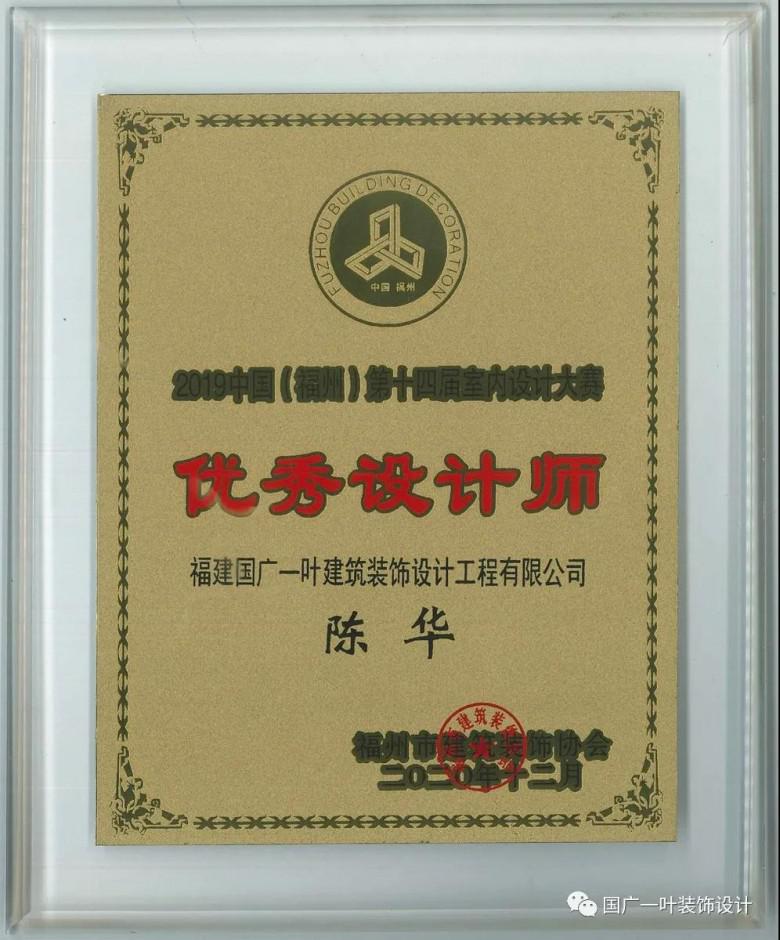 FUZHOU BUILDING DECORATION
中国 福州
2019中国(福州)第十四届室内设计大赛
优秀设计师
福建国广一叶建筑装饰设计工程有限公司
陈 华
福州市建筑装饰协会
二〇二〇年十二月
国广一叶装饰设计